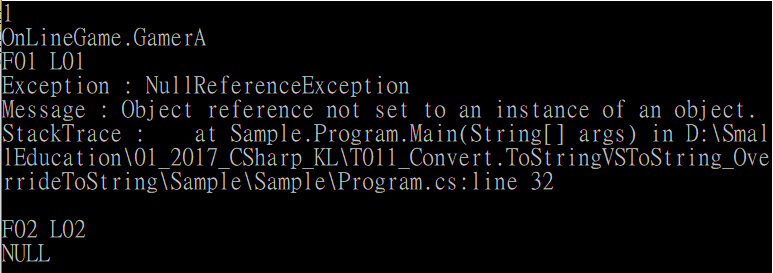 1
OnLineGame.GamerA
F01 L01
Exception : NullReferenceException
Message : Object reference not set to an instance of an object.
StackTrace :    at Sample.Program.Main(String[] args) in D:\Smal
lEducation\01_2017_CSharp_KL\T011_Convert.ToStringVSToString_Ove
rrideToString\Sample\Sample\Program.cs:line 32
F02 L02
NULL